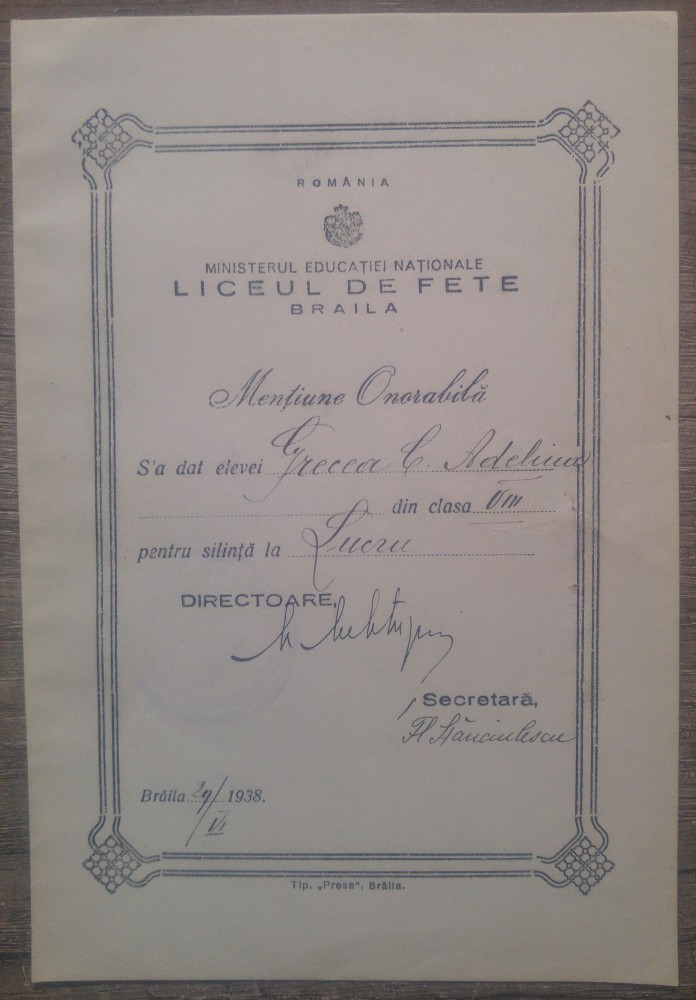 ROMÂNIA
MINISTERUL EDUCAȚIEI NAȚIONALE
LICEUL DE FETE
BRAILA
Mențiune Onorabilă
S'a dat elevei Grecea C. Adelina
din clasa VIII
pentru silință la Lucru
DIRECTOARE,
Secretară,
Brăila 29/VI 1938.
Tip. „Presa". Brăila.